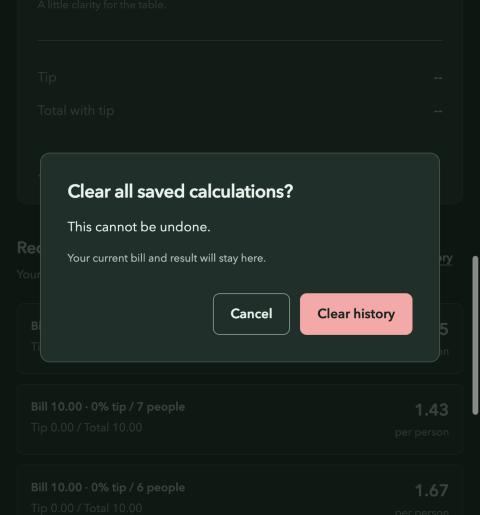 A little clarity for the table.
Tip --
Total with tip --
Clear all saved calculations?
This cannot be undone.
Your current bill and result will stay here.
Cancel Clear history
Bill 10.00 · 0% tip / 7 people 1.43
Tip 0.00 / Total 10.00 per person
Bill 10.00 · 0% tip / 6 people 1.67
Tip 0.00 / Total 10.00 per person